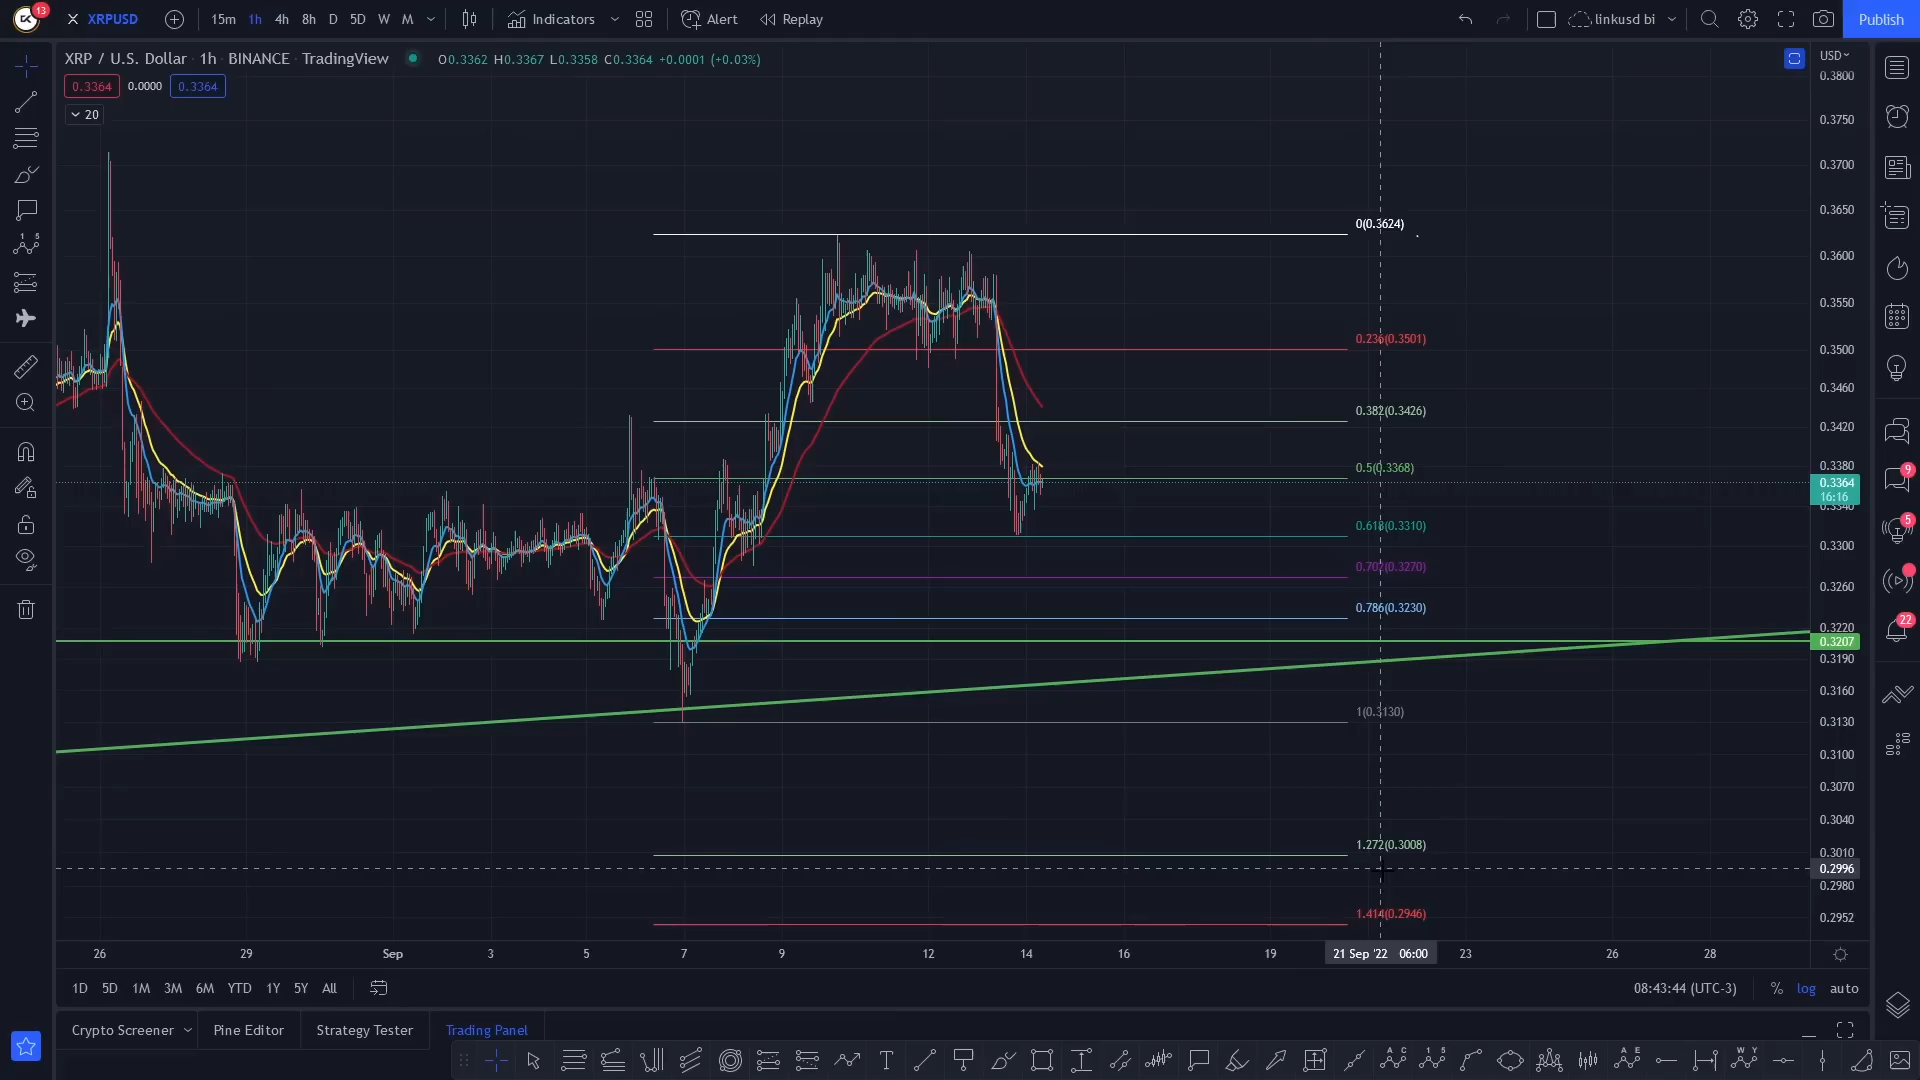 13
XRPUSD
15m 1h 4h 8h D 5D W M
Indicators
Alert
Replay
linkusd bi
Publish
XRP / U.S. Dollar · 1h · BINANCE · TradingView
O0.3362 H0.3367 L0.3358 C0.3364 +0.0001 (+0.03%)
0.3364 0.0000 0.3364
20
USD
0.3800
0.3750
0.3700
0.3650
0.3600
0.3550
0.3500
0.3460
0.3420
0.3380
0.3364
16:16
0.3340
0.3300
0.3260
0.3220
0.3207
0.3190
0.3160
0.3130
0.3100
0.3070
0.3040
0.3010
0.2996
0.2980
0.2952
0(0.3624)
0.236(0.3501)
0.382(0.3426)
0.5(0.3368)
0.618(0.3310)
0.702(0.3270)
0.786(0.3230)
1(0.3130)
1.272(0.3008)
1.414(0.2946)
9
5
22
26 29 Sep 3 5 7 9 12 14 16 19 21 Sep '22 06:00 23 26 28
1D 5D 1M 3M 6M YTD 1Y 5Y All
08:43:44 (UTC-3) % log auto
Crypto Screener Pine Editor Strategy Tester Trading Panel